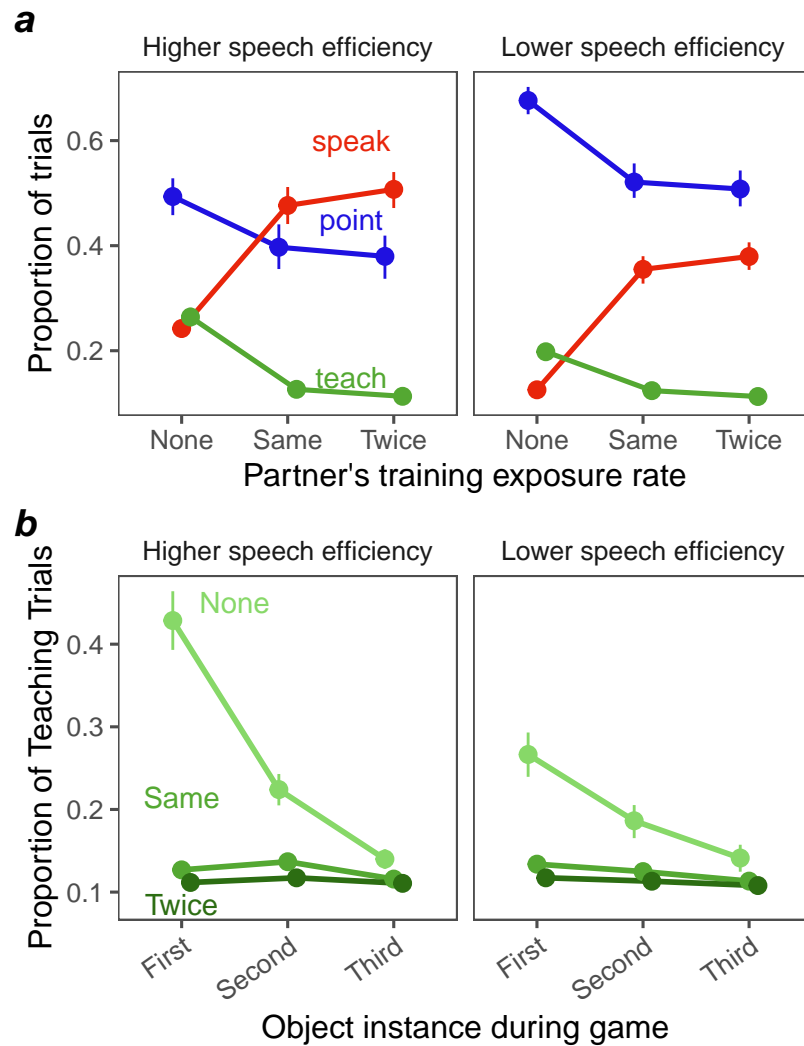 a
Higher speech efficiency
Lower speech efficiency
Proportion of trials
0.6
0.4
0.2
speak
point
teach
None Same Twice
None Same Twice
Partner's training exposure rate
b
Higher speech efficiency
Lower speech efficiency
Proportion of Teaching Trials
0.4
0.3
0.2
0.1
None
Same
Twice
First Second Third
First Second Third
Object instance during game